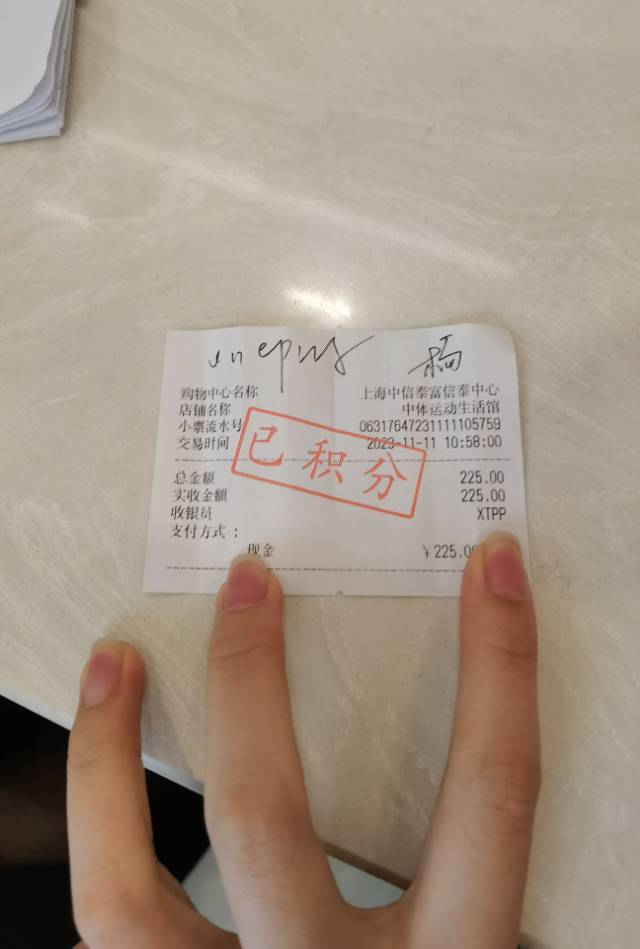 购物中心名称 上海中信泰富信泰中心
店铺名称 中体运动生活馆
小票流水号 06317647231111105759
交易时间 2023-11-11 10:58:00
已积分
总金额 225.00
实收金额 225.00
收银员 XTPP
支付方式：
现金 ¥225.0